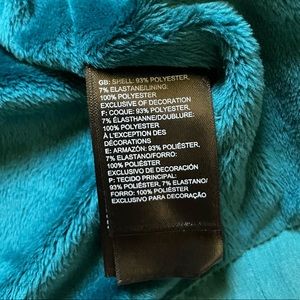 GB: SHELL: 93% POLYESTER,
7% ELASTANE/LINING:
100% POLYESTER
EXCLUSIVE OF DECORATION
F: COQUE: 93% POLYESTER,
7% ÉLASTHANNE/DOUBLURE:
100% POLYESTER
À L'EXCEPTION DES
DÉCORATIONS
E: ARMAZÓN: 93% POLIÉSTER,
7% ELASTANO/FORRO:
100% POLIÉSTER
EXCLUSIVO DE DECORACIÓN
P: TECIDO PRINCIPAL:
93% POLIÉSTER, 7% ELASTANO/
FORRO: 100% POLIÉSTER
EXCLUSIVO PARA DECORAÇÃO